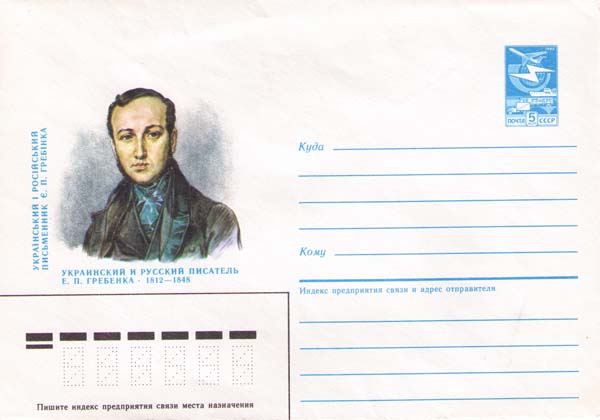 УКРАЇНСЬКИЙ І РОСІЙСЬКИЙ
ПИСЬМЕННИК Є. П. ГРЕБІНКА
УКРАИНСКИЙ И РУССКИЙ ПИСАТЕЛЬ
Е. П. ГРЕБЕНКА · 1812—1848
ПОЧТА 5 СССР
Куда
Кому
Индекс предприятия связи и адрес отправителя
Пишите индекс предприятия связи места назначения